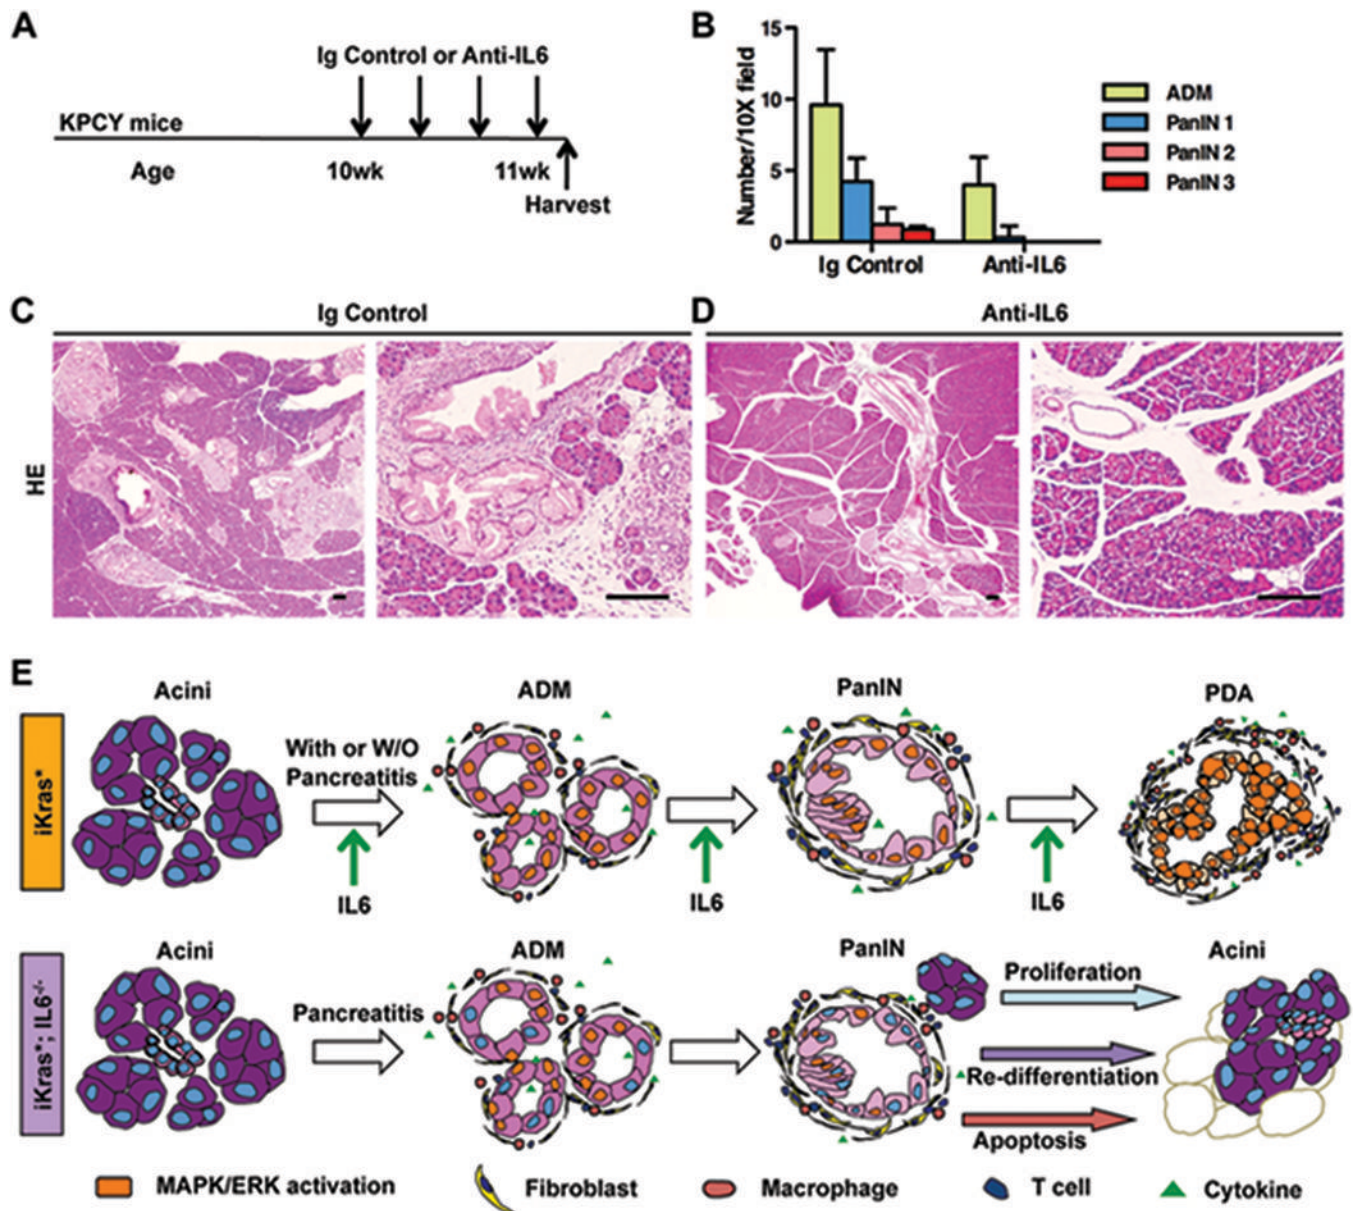 A
Ig Control or Anti-IL6
KPCY mice
Age
10wk
11wk
Harvest
B
Number/10X field
15
10
5
0
Ig Control
Anti-IL6
ADM
PanIN 1
PanIN 2
PanIN 3
C
Ig Control
D
Anti-IL6
HE
E
iKras*
Acini
With or W/O
Pancreatitis
IL6
ADM
IL6
PanIN
IL6
PDA
iKras*; IL6-/-
Acini
Pancreatitis
ADM
PanIN
Proliferation
Re-differentiation
Apoptosis
Acini
MAPK/ERK activation
Fibroblast
Macrophage
T cell
Cytokine